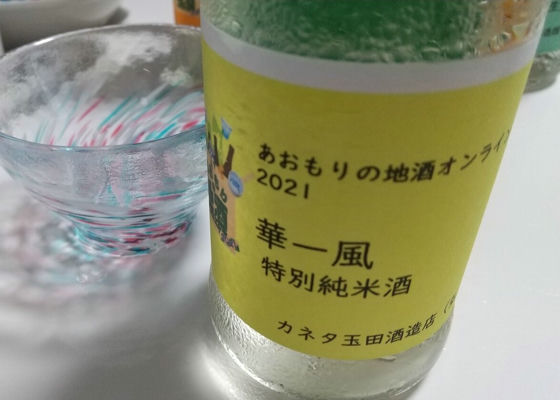 あおもりの地酒オンライン
2021
華一風
特別純米酒
カネタ玉田酒造店